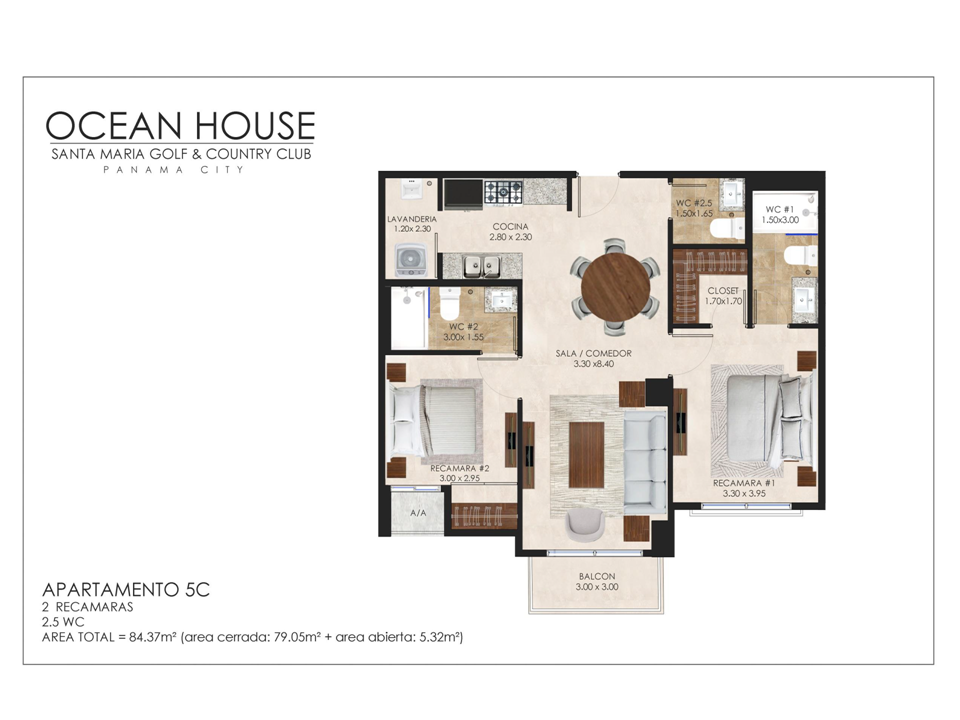 OCEAN HOUSE
SANTA MARIA GOLF & COUNTRY CLUB
PANAMA CITY
LAVANDERIA
1.20x 2.30
COCINA
2.80 x 2.30
WC #2.5
1.50x1.65
WC #1
1.50x3.00
CLOSET
1.70x1.70
WC #2
3.00x 1.55
SALA / COMEDOR
3.30 x8.40
RECAMARA #2
3.00 x 2.95
RECAMARA #1
3.30 x 3.95
A/A
BALCON
3.00 x 3.00
APARTAMENTO 5C
2 RECAMARAS
2.5 WC
AREA TOTAL = 84.37m² (area cerrada: 79.05m² + area abierta: 5.32m²)